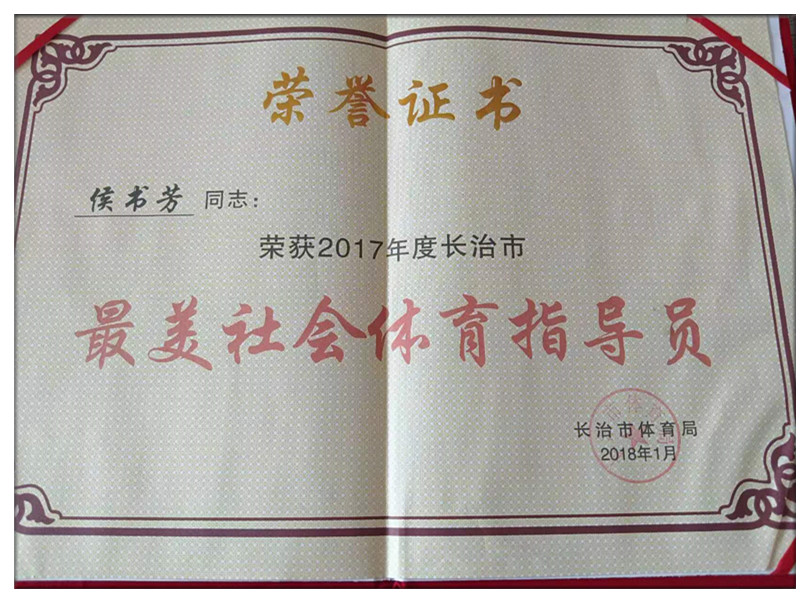 荣誉证书
侯书芳 同志：
荣获2017年度长治市
最美社会体育指导员
长治市体育局
2018年1月